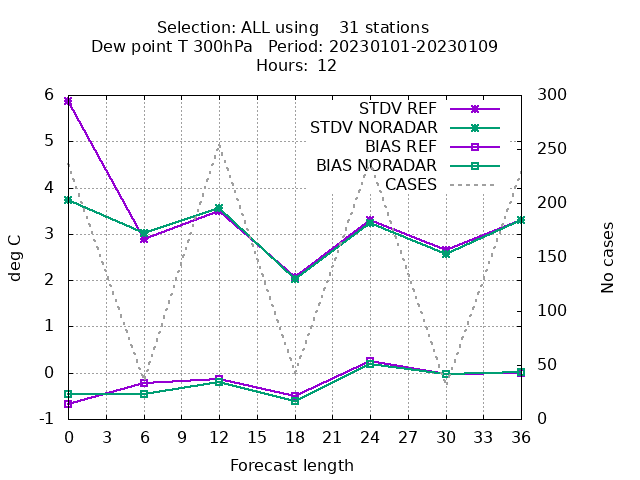 Selection: ALL using    31 stations
Dew point T 300hPa   Period: 20230101-20230109
Hours: 12
STDV REF
STDV NORADAR
BIAS REF
BIAS NORADAR
CASES
6
5
4
3
2
1
0
-1
deg C
300
250
200
150
100
50
0
No cases
0 3 6 9 12 15 18 21 24 27 30 33 36
Forecast length